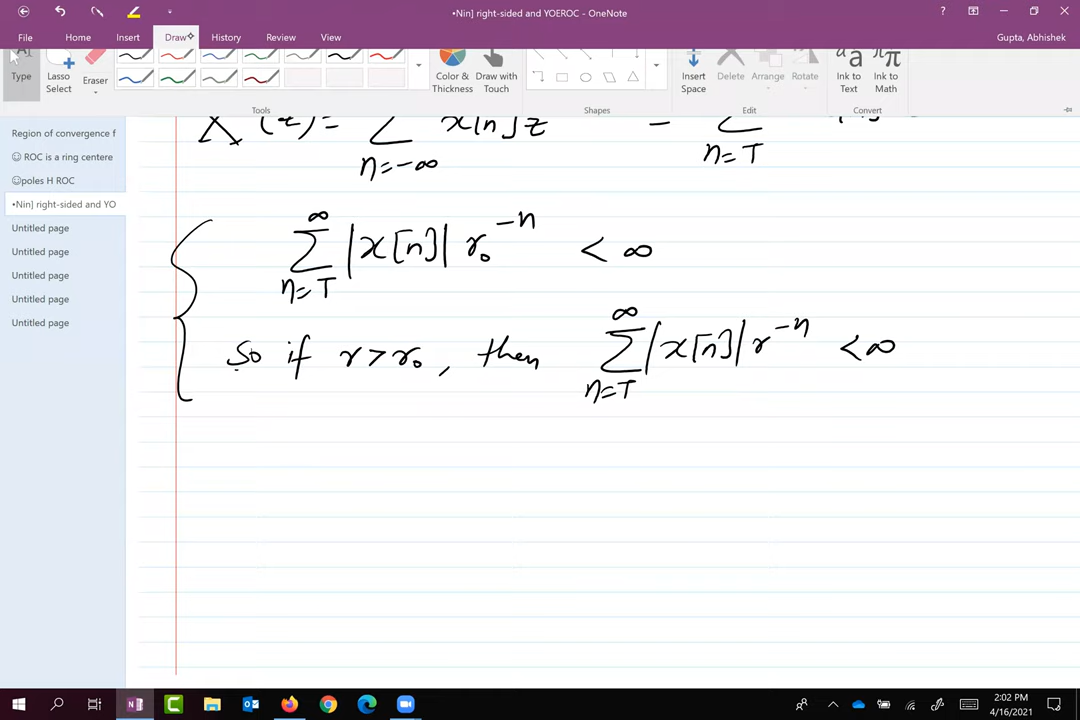 •Nin] right-sided and YOEROC - OneNote
File Home Insert Draw History Review View
Gupta, Abhishek
Type
Lasso Select
Eraser
Color & Thickness
Draw with Touch
Insert Space
Delete
Arrange
Rotate
Ink to Text
Ink to Math
Tools Shapes Edit Convert
Region of convergence f
☺ ROC is a ring centere
☺poles H ROC
•Nin] right-sided and YO
Untitled page
Untitled page
Untitled page
Untitled page
Untitled page
X (z) = ∑ x[n] z = ∑
n=-∞ n=T
∑_{n=T}^{∞} |x[n]| r₀^{-n} < ∞
So if r>r₀, then ∑_{n=T}^{∞} |x[n]| r^{-n} < ∞
2:02 PM
4/16/2021